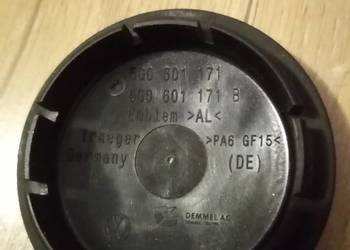 5G0 601 171
5G0 601 171 B
Emblem >AL<
Traeger >PA6 GF15<
Germany (DE)
DEMMEL AG